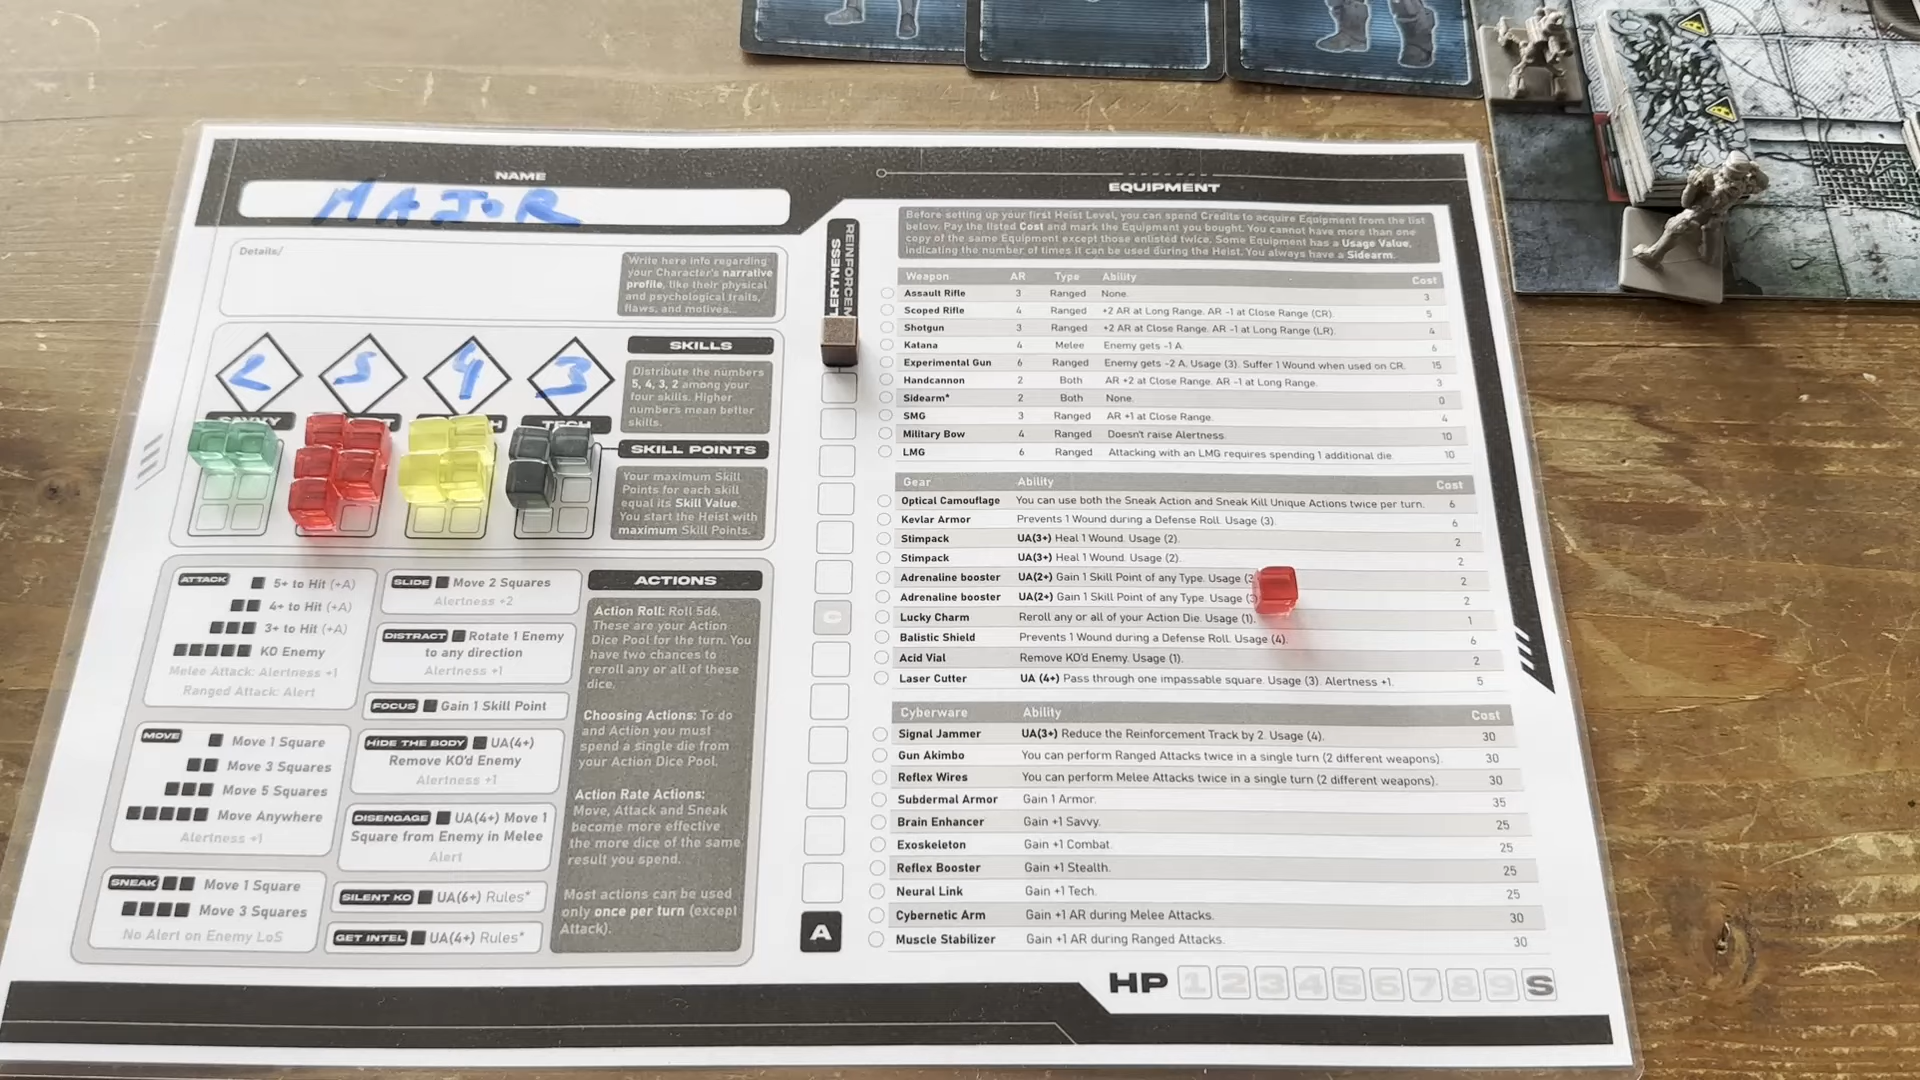 NAME
MAJOR
Details/
Write here info regarding
your Character's narrative
profile, like their physical
and psychological traits,
flaws, and motives...
2 5 4 3
SAVVY
TECH
SKILLS
Distribute the numbers
5, 4, 3, 2 among your
four skills. Higher
numbers mean better
skills.
SKILL POINTS
Your maximum Skill
Points for each skill
equal its Skill Value.
You start the Heist with
maximum Skill Points.
ATTACK 5+ to Hit (+A)
4+ to Hit (+A)
3+ to Hit (+A)
KO Enemy
Melee Attack: Alertness +1
Ranged Attack: Alert
MOVE Move 1 Square
Move 3 Squares
Move 5 Squares
Move Anywhere
Alertness +1
SNEAK Move 1 Square
Move 3 Squares
No Alert on Enemy LoS
SLIDE Move 2 Squares
Alertness +2
DISTRACT Rotate 1 Enemy
to any direction
Alertness +1
FOCUS Gain 1 Skill Point
HIDE THE BODY UA(4+)
Remove KO'd Enemy
Alertness +1
DISENGAGE UA(4+) Move 1
Square from Enemy in Melee
Alert
SILENT KO UA(6+) Rules*
GET INTEL UA(4+) Rules*
ACTIONS
Action Roll: Roll 5d6.
These are your Action
Dice Pool for the turn. You
have two chances to
reroll any or all of these
dice.
Choosing Actions: To do
and Action you must
spend a single die from
your Action Dice Pool.
Action Rate Actions:
Move, Attack and Sneak
become more effective
the more dice of the same
result you spend.
Most actions can be used
only once per turn (except
Attack).
C
A
EQUIPMENT
Before setting up your first Heist Level, you can spend Credits to acquire Equipment from the list
below. Pay the listed Cost and mark the Equipment you bought. You cannot have more than one
copy of the same Equipment except those enlisted twice. Some Equipment has a Usage Value,
indicating the number of times it can be used during the Heist. You always have a Sidearm.
Weapon AR Type Ability Cost
Assault Rifle 3 Ranged None. 3
Scoped Rifle 4 Ranged +2 AR at Long Range. AR -1 at Close Range (CR). 5
Shotgun 3 Ranged +2 AR at Close Range. AR -1 at Long Range (LR). 4
Katana 4 Melee Enemy gets -1 A. 6
Experimental Gun 6 Ranged Enemy gets -2 A. Usage (3). Suffer 1 Wound when used on CR. 15
Handcannon 2 Both AR +2 at Close Range. AR -1 at Long Range. 3
Sidearm* 2 Both None. 0
SMG 3 Ranged AR +1 at Close Range. 4
Military Bow 4 Ranged Doesn't raise Alertness. 10
LMG 6 Ranged Attacking with an LMG requires spending 1 additional die. 10
Gear Ability Cost
Optical Camouflage You can use both the Sneak Action and Sneak Kill Unique Actions twice per turn. 6
Kevlar Armor Prevents 1 Wound during a Defense Roll. Usage (3). 6
Stimpack UA(3+) Heal 1 Wound. Usage (2). 2
Stimpack UA(3+) Heal 1 Wound. Usage (2). 2
Adrenaline booster UA(2+) Gain 1 Skill Point of any Type. Usage (3 2
Adrenaline booster UA(2+) Gain 1 Skill Point of any Type. Usage (3) 2
Lucky Charm Reroll any or all of your Action Die. Usage (1). 1
Balistic Shield Prevents 1 Wound during a Defense Roll. Usage (4). 6
Acid Vial Remove KO'd Enemy. Usage (1). 2
Laser Cutter UA (4+) Pass through one impassable square. Usage (3). Alertness +1. 5
Cyberware Ability Cost
Signal Jammer UA(3+) Reduce the Reinforcement Track by 2. Usage (4). 30
Gun Akimbo You can perform Ranged Attacks twice in a single turn (2 different weapons). 30
Reflex Wires You can perform Melee Attacks twice in a single turn (2 different weapons). 30
Subdermal Armor Gain 1 Armor. 35
Brain Enhancer Gain +1 Savvy. 25
Exoskeleton Gain +1 Combat. 25
Reflex Booster Gain +1 Stealth. 25
Neural Link Gain +1 Tech. 25
Cybernetic Arm Gain +1 AR during Melee Attacks. 30
Muscle Stabilizer Gain +1 AR during Ranged Attacks. 30
HP 1 2 3 4 5 6 7 8 9 S